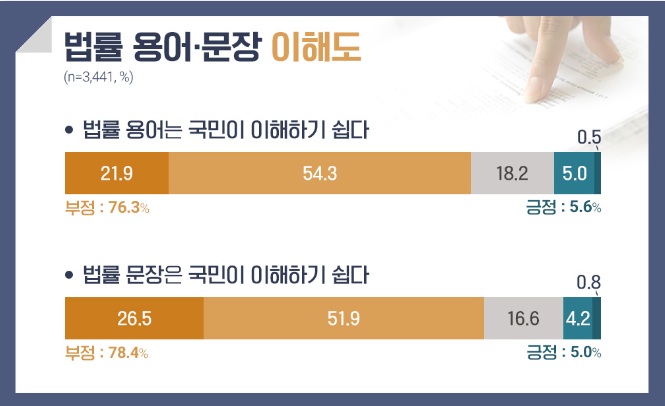 법률 용어·문장 이해도
(n=3,441, %)
• 법률 용어는 국민이 이해하기 쉽다
0.5
21.9 54.3 18.2 5.0
부정 : 76.3% 긍정 : 5.6%
• 법률 문장은 국민이 이해하기 쉽다
0.8
26.5 51.9 16.6 4.2
부정 : 78.4% 긍정 : 5.0%